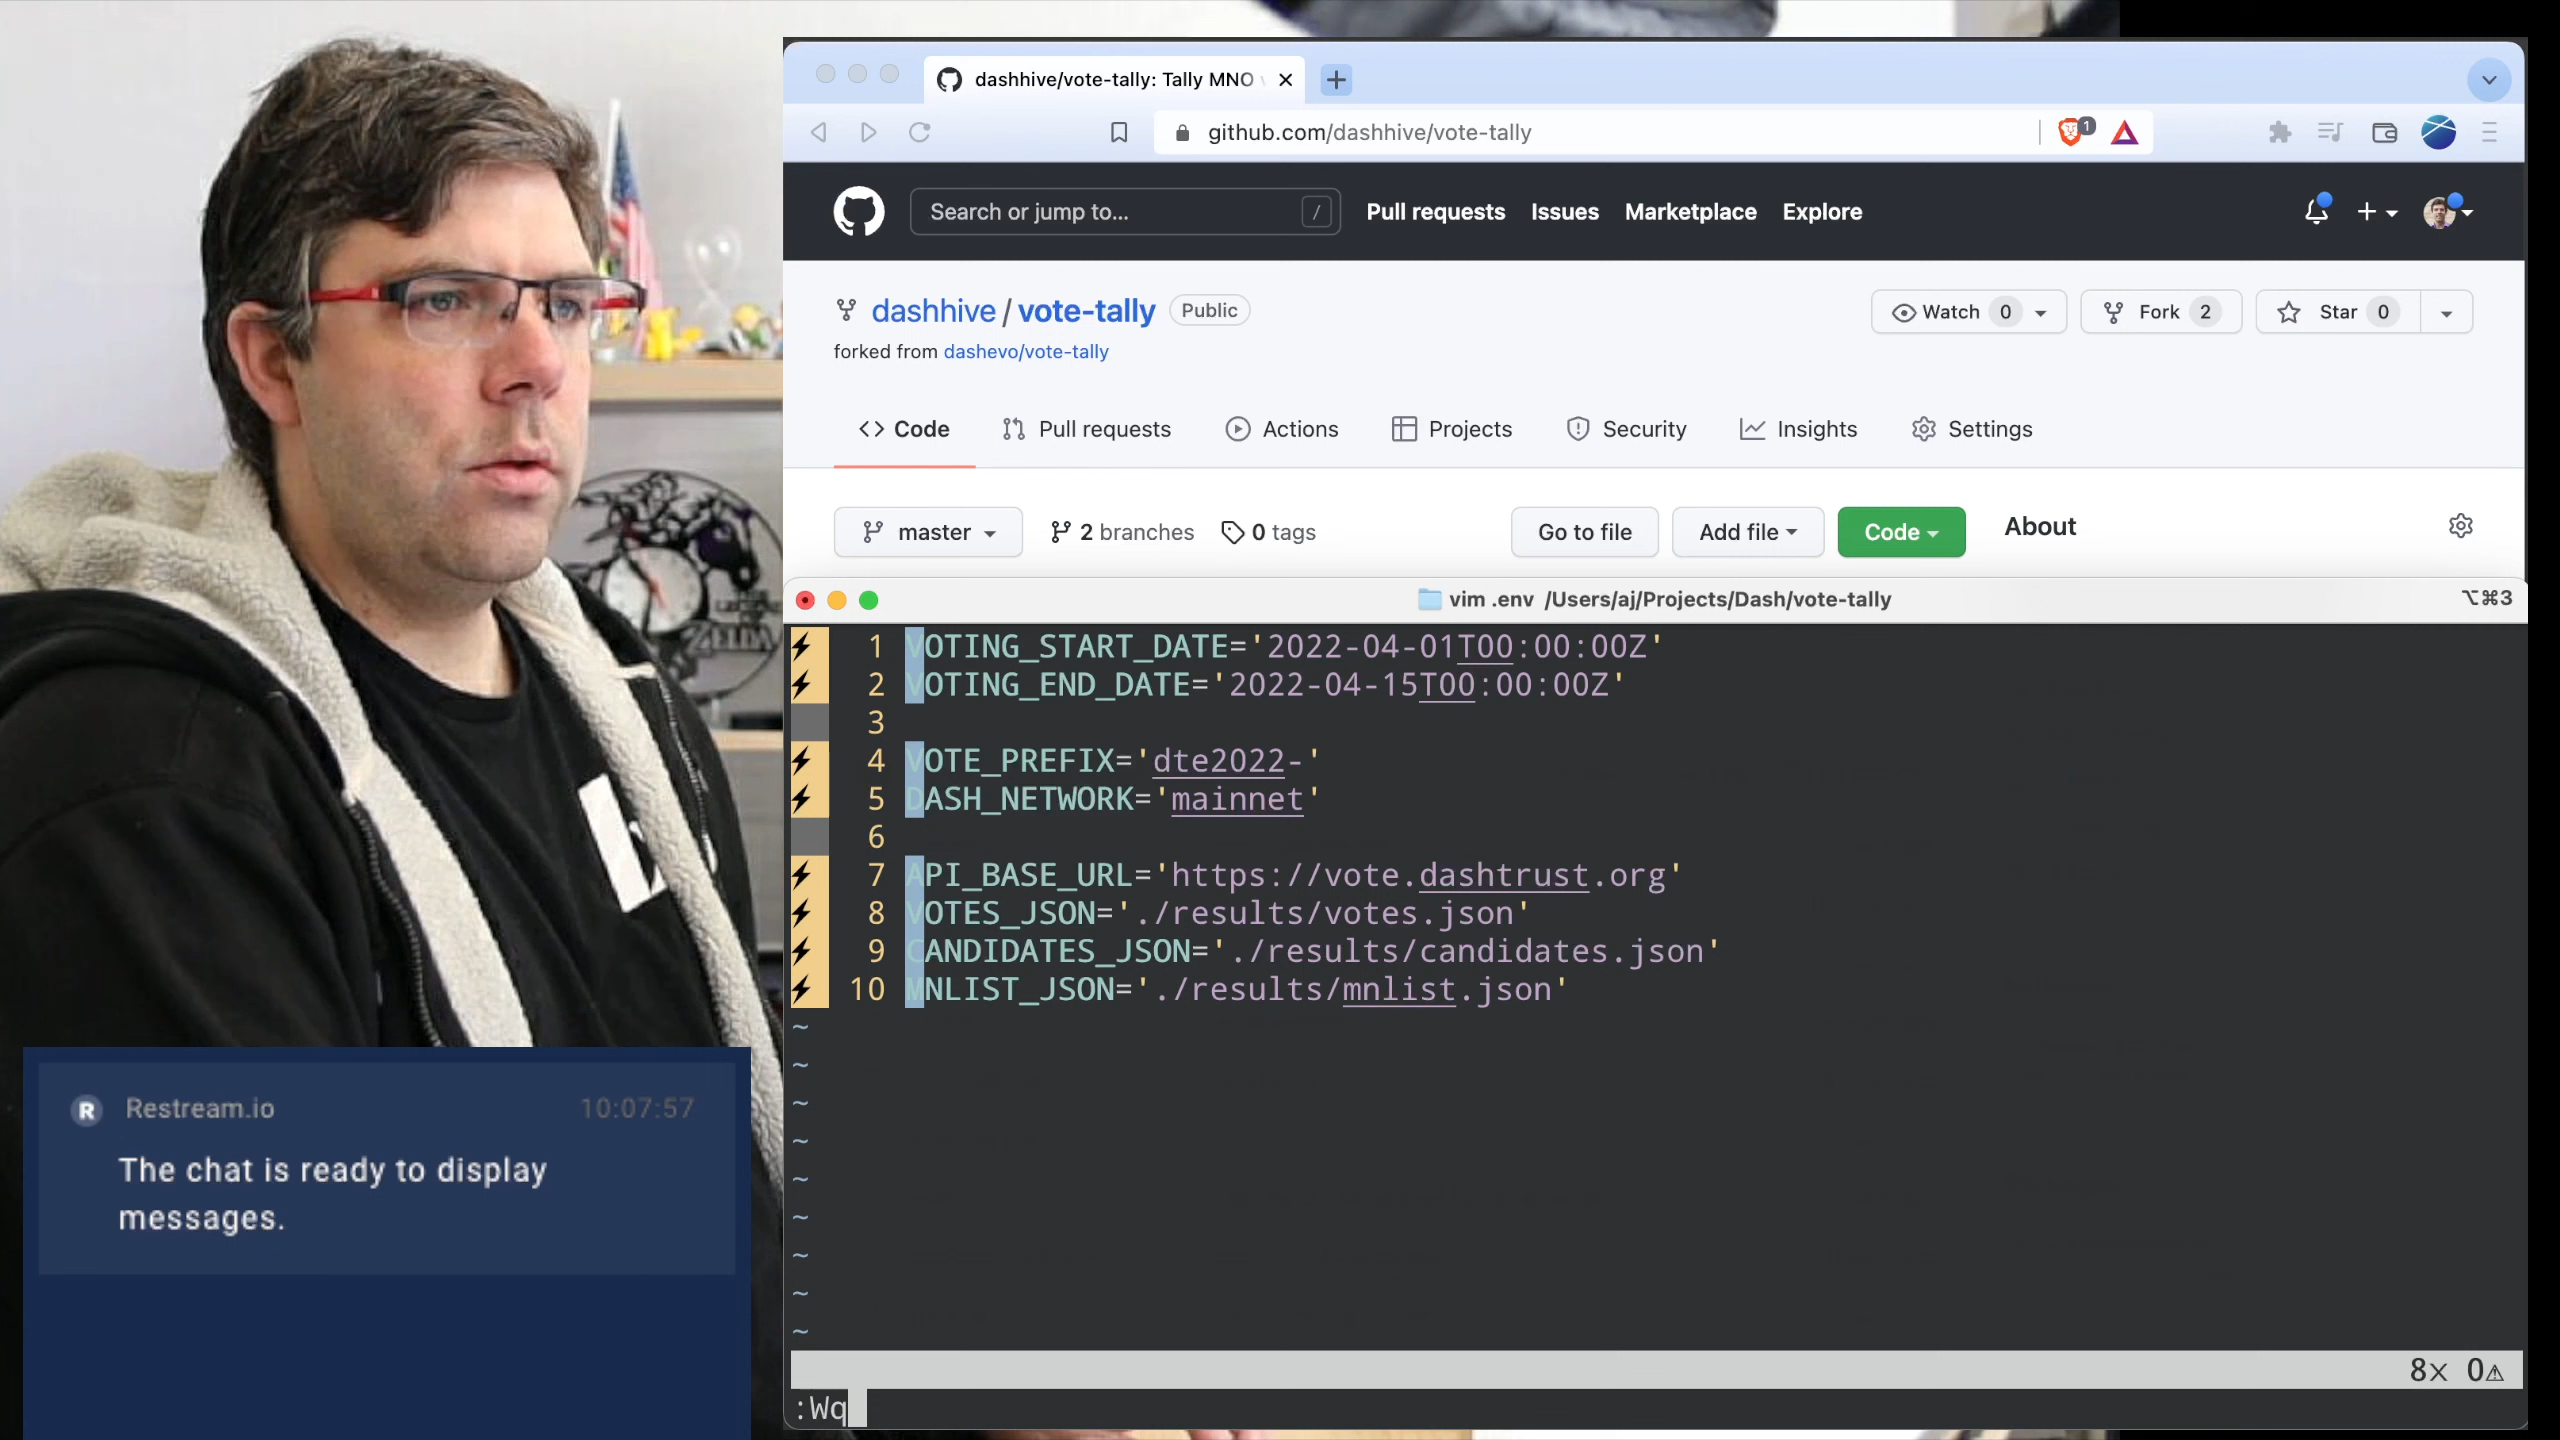 dashhive/vote-tally: Tally MNO
github.com/dashhive/vote-tally
1
Search or jump to...
/
Pull requests Issues Marketplace Explore
dashhive / vote-tally Public
Watch 0 Fork 2 Star 0
forked from dashevo/vote-tally
Code Pull requests Actions Projects Security Insights Settings
master 2 branches 0 tags Go to file Add file Code About
vim .env /Users/aj/Projects/Dash/vote-tally ⌥⌘3
1 VOTING_START_DATE='2022-04-01T00:00:00Z'
2 VOTING_END_DATE='2022-04-15T00:00:00Z'
3
4 VOTE_PREFIX='dte2022-'
5 DASH_NETWORK='mainnet'
6
7 API_BASE_URL='https://vote.dashtrust.org'
8 VOTES_JSON='./results/votes.json'
9 CANDIDATES_JSON='./results/candidates.json'
10 MNLIST_JSON='./results/mnlist.json'
~
~
~
~
~
~
~
~
~
8× 0⚠
:Wq
ZELDA
R Restream.io 10:07:57
The chat is ready to display
messages.